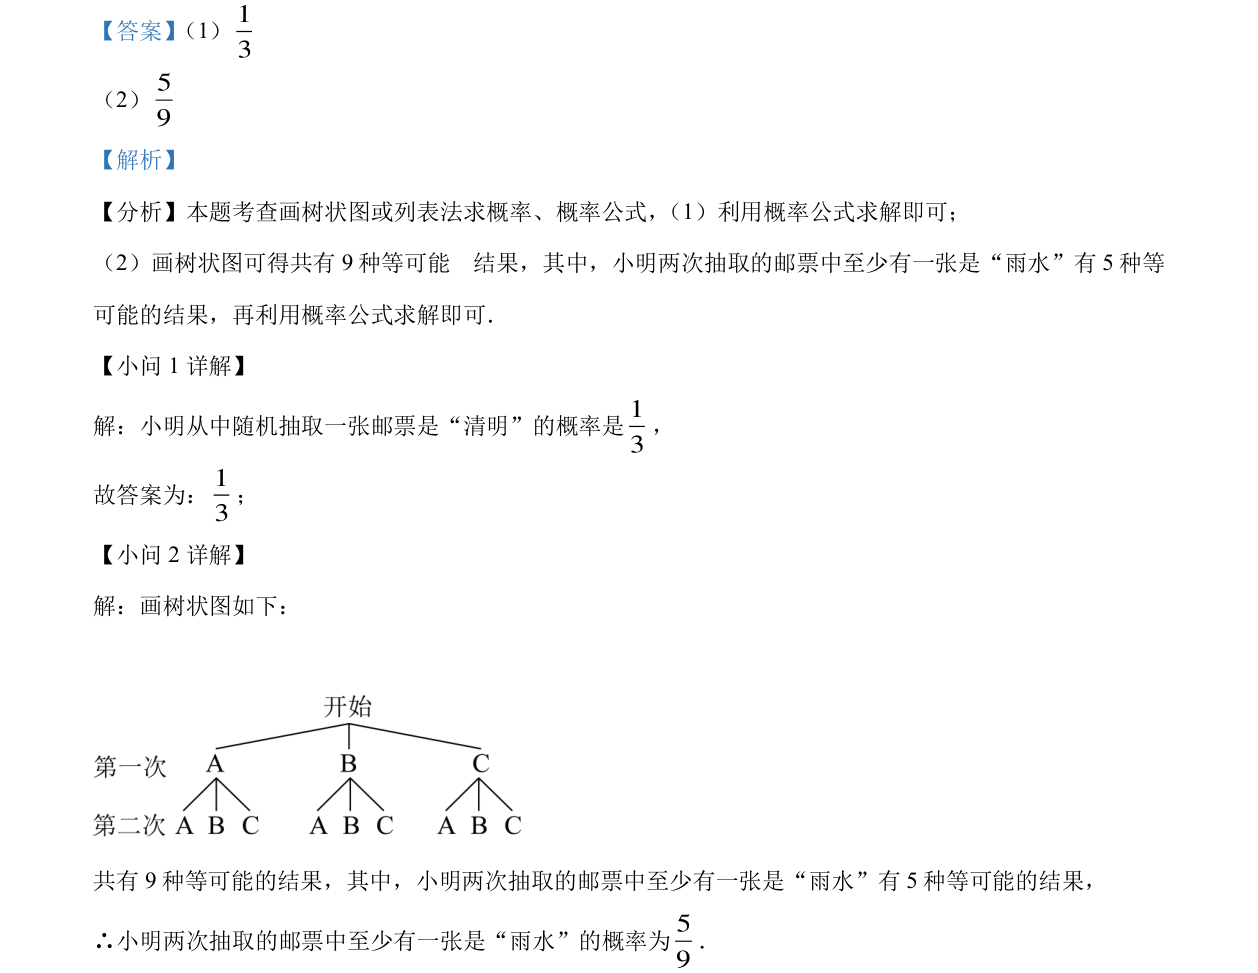 【答案】（1）1/3
（2）5/9
【解析】
【分析】本题考查画树状图或列表法求概率、概率公式，（1）利用概率公式求解即可；
（2）画树状图可得共有 9 种等可能　结果，其中，小明两次抽取的邮票中至少有一张是“雨水”有 5 种等
可能的结果，再利用概率公式求解即可．
【小问 1 详解】
解：小明从中随机抽取一张邮票是“清明”的概率是1/3，
故答案为：1/3；
【小问 2 详解】
解：画树状图如下：
开始
第一次 A B C
第二次 A B C A B C A B C
共有 9 种等可能的结果，其中，小明两次抽取的邮票中至少有一张是“雨水”有 5 种等可能的结果，
∴小明两次抽取的邮票中至少有一张是“雨水”的概率为5/9．